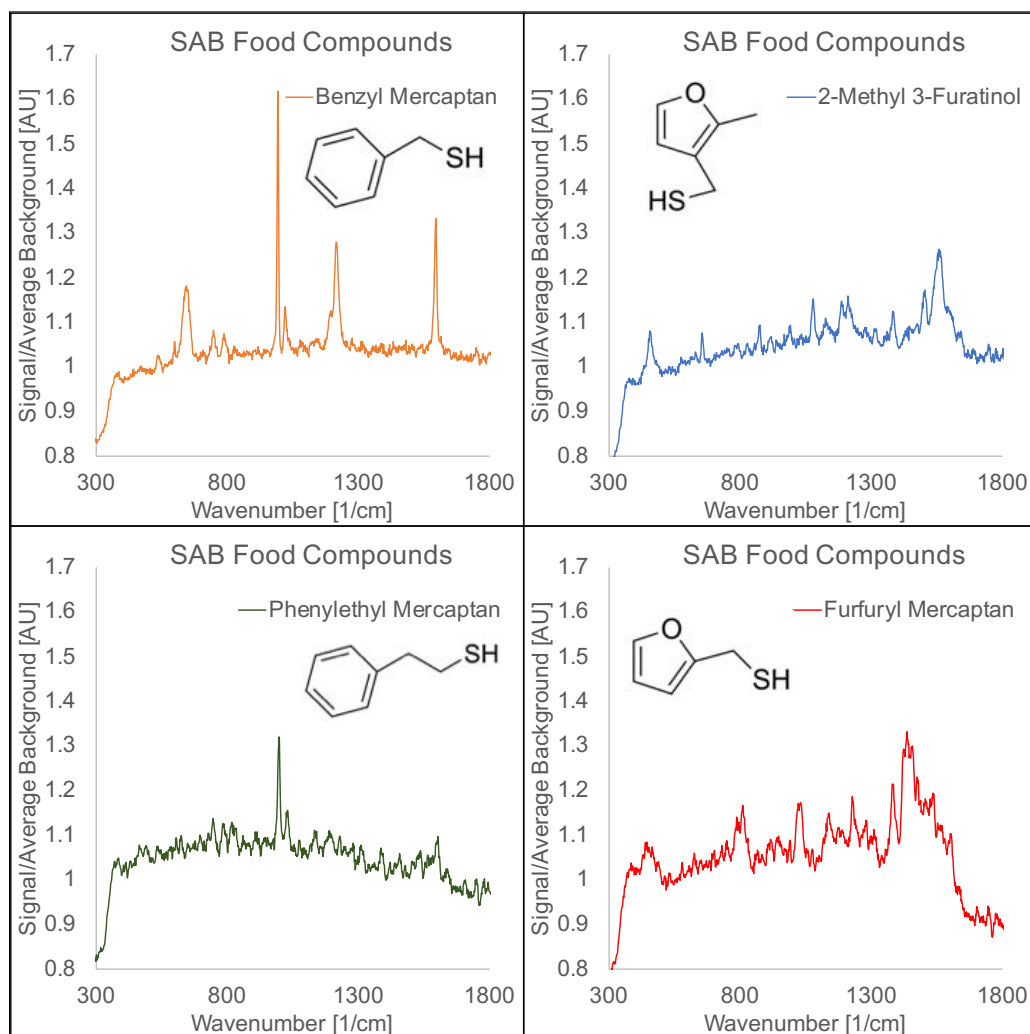 SAB Food Compounds
Benzyl Mercaptan
SH
Signal/Average Background [AU]
1.7
1.6
1.5
1.4
1.3
1.2
1.1
1
0.9
0.8
300 800 1300 1800
Wavenumber [1/cm]
SAB Food Compounds
2-Methyl 3-Furatinol
O
HS
Signal/Average Background [AU]
1.7
1.6
1.5
1.4
1.3
1.2
1.1
1
0.9
0.8
300 800 1300 1800
Wavenumber [1/cm]
SAB Food Compounds
Phenylethyl Mercaptan
SH
Signal/Average Background [AU]
1.7
1.6
1.5
1.4
1.3
1.2
1.1
1
0.9
0.8
300 800 1300 1800
Wavenumber [1/cm]
SAB Food Compounds
Furfuryl Mercaptan
O
SH
Signal/Average Background [AU]
1.7
1.6
1.5
1.4
1.3
1.2
1.1
1
0.9
0.8
300 800 1300 1800
Wavenumber [1/cm]